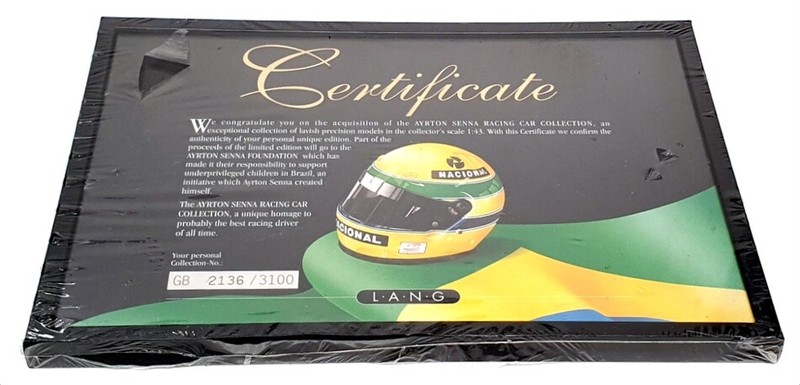 Certificate
We congratulate you on the acquisition of the AYRTON SENNA RACING CAR COLLECTION, an
exceptional collection of lavish precision models in the collector's scale 1:43. With this Certificate we confirm the
authenticity of your personal unique edition. Part of the
proceeds of the limited edition will go to the
AYRTON SENNA FOUNDATION which has
made it their responsibility to support
underprivileged children in Brazil, an
initiative which Ayrton Senna created
himself.
The AYRTON SENNA RACING CAR
COLLECTION, a unique homage to
probably the best racing driver
of all time.
NACIONAL
ACIONAL
Your personal
Collection-No.:
GB 2136/3100
L·A·N·G